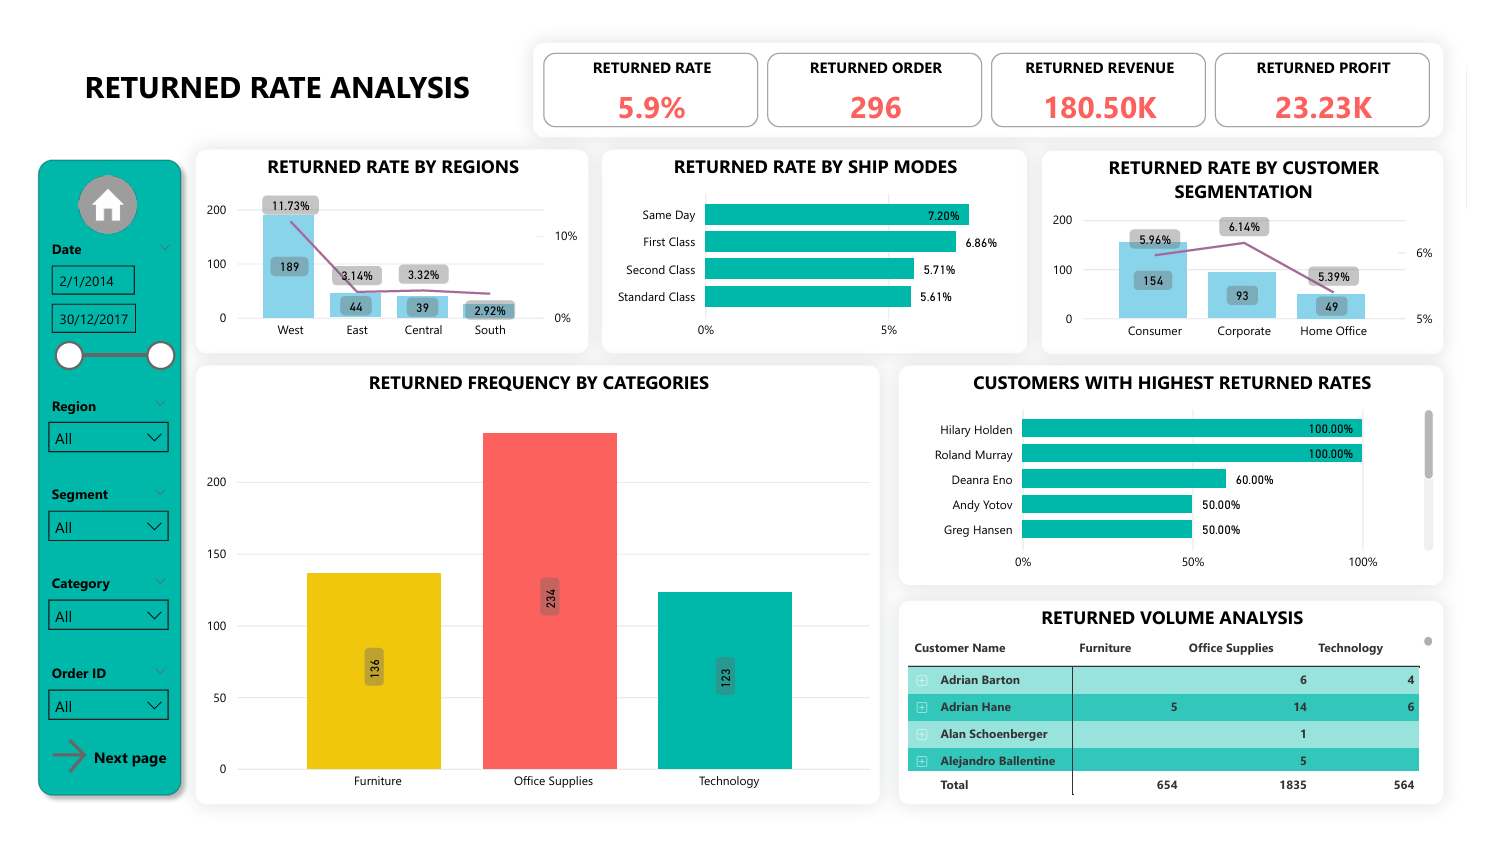 RETURNED RATE ANALYSIS
RETURNED RATE
5.9%
RETURNED ORDER
296
RETURNED REVENUE
180.50K
RETURNED PROFIT
23.23K
Date
2/1/2014
30/12/2017
Region
All
Segment
All
Category
All
Order ID
All
Next page
RETURNED RATE BY REGIONS
200
100
0
10%
0%
11.73%
3.14%
3.32%
2.92%
189
44
39
West
East
Central
South
RETURNED RATE BY SHIP MODES
Same Day
7.20%
First Class
6.86%
Second Class
5.71%
Standard Class
5.61%
0%
5%
RETURNED RATE BY CUSTOMER
SEGMENTATION
200
100
0
6%
5%
5.96%
6.14%
5.39%
154
93
49
Consumer
Corporate
Home Office
RETURNED FREQUENCY BY CATEGORIES
200
150
100
50
0
136
234
123
Furniture
Office Supplies
Technology
CUSTOMERS WITH HIGHEST RETURNED RATES
Hilary Holden
100.00%
Roland Murray
100.00%
Deanra Eno
60.00%
Andy Yotov
50.00%
Greg Hansen
50.00%
0%
50%
100%
RETURNED VOLUME ANALYSIS
Customer Name Furniture Office Supplies Technology
Adrian Barton 6 4
Adrian Hane 5 14 6
Alan Schoenberger 1
Alejandro Ballentine 5
Total 654 1835 564